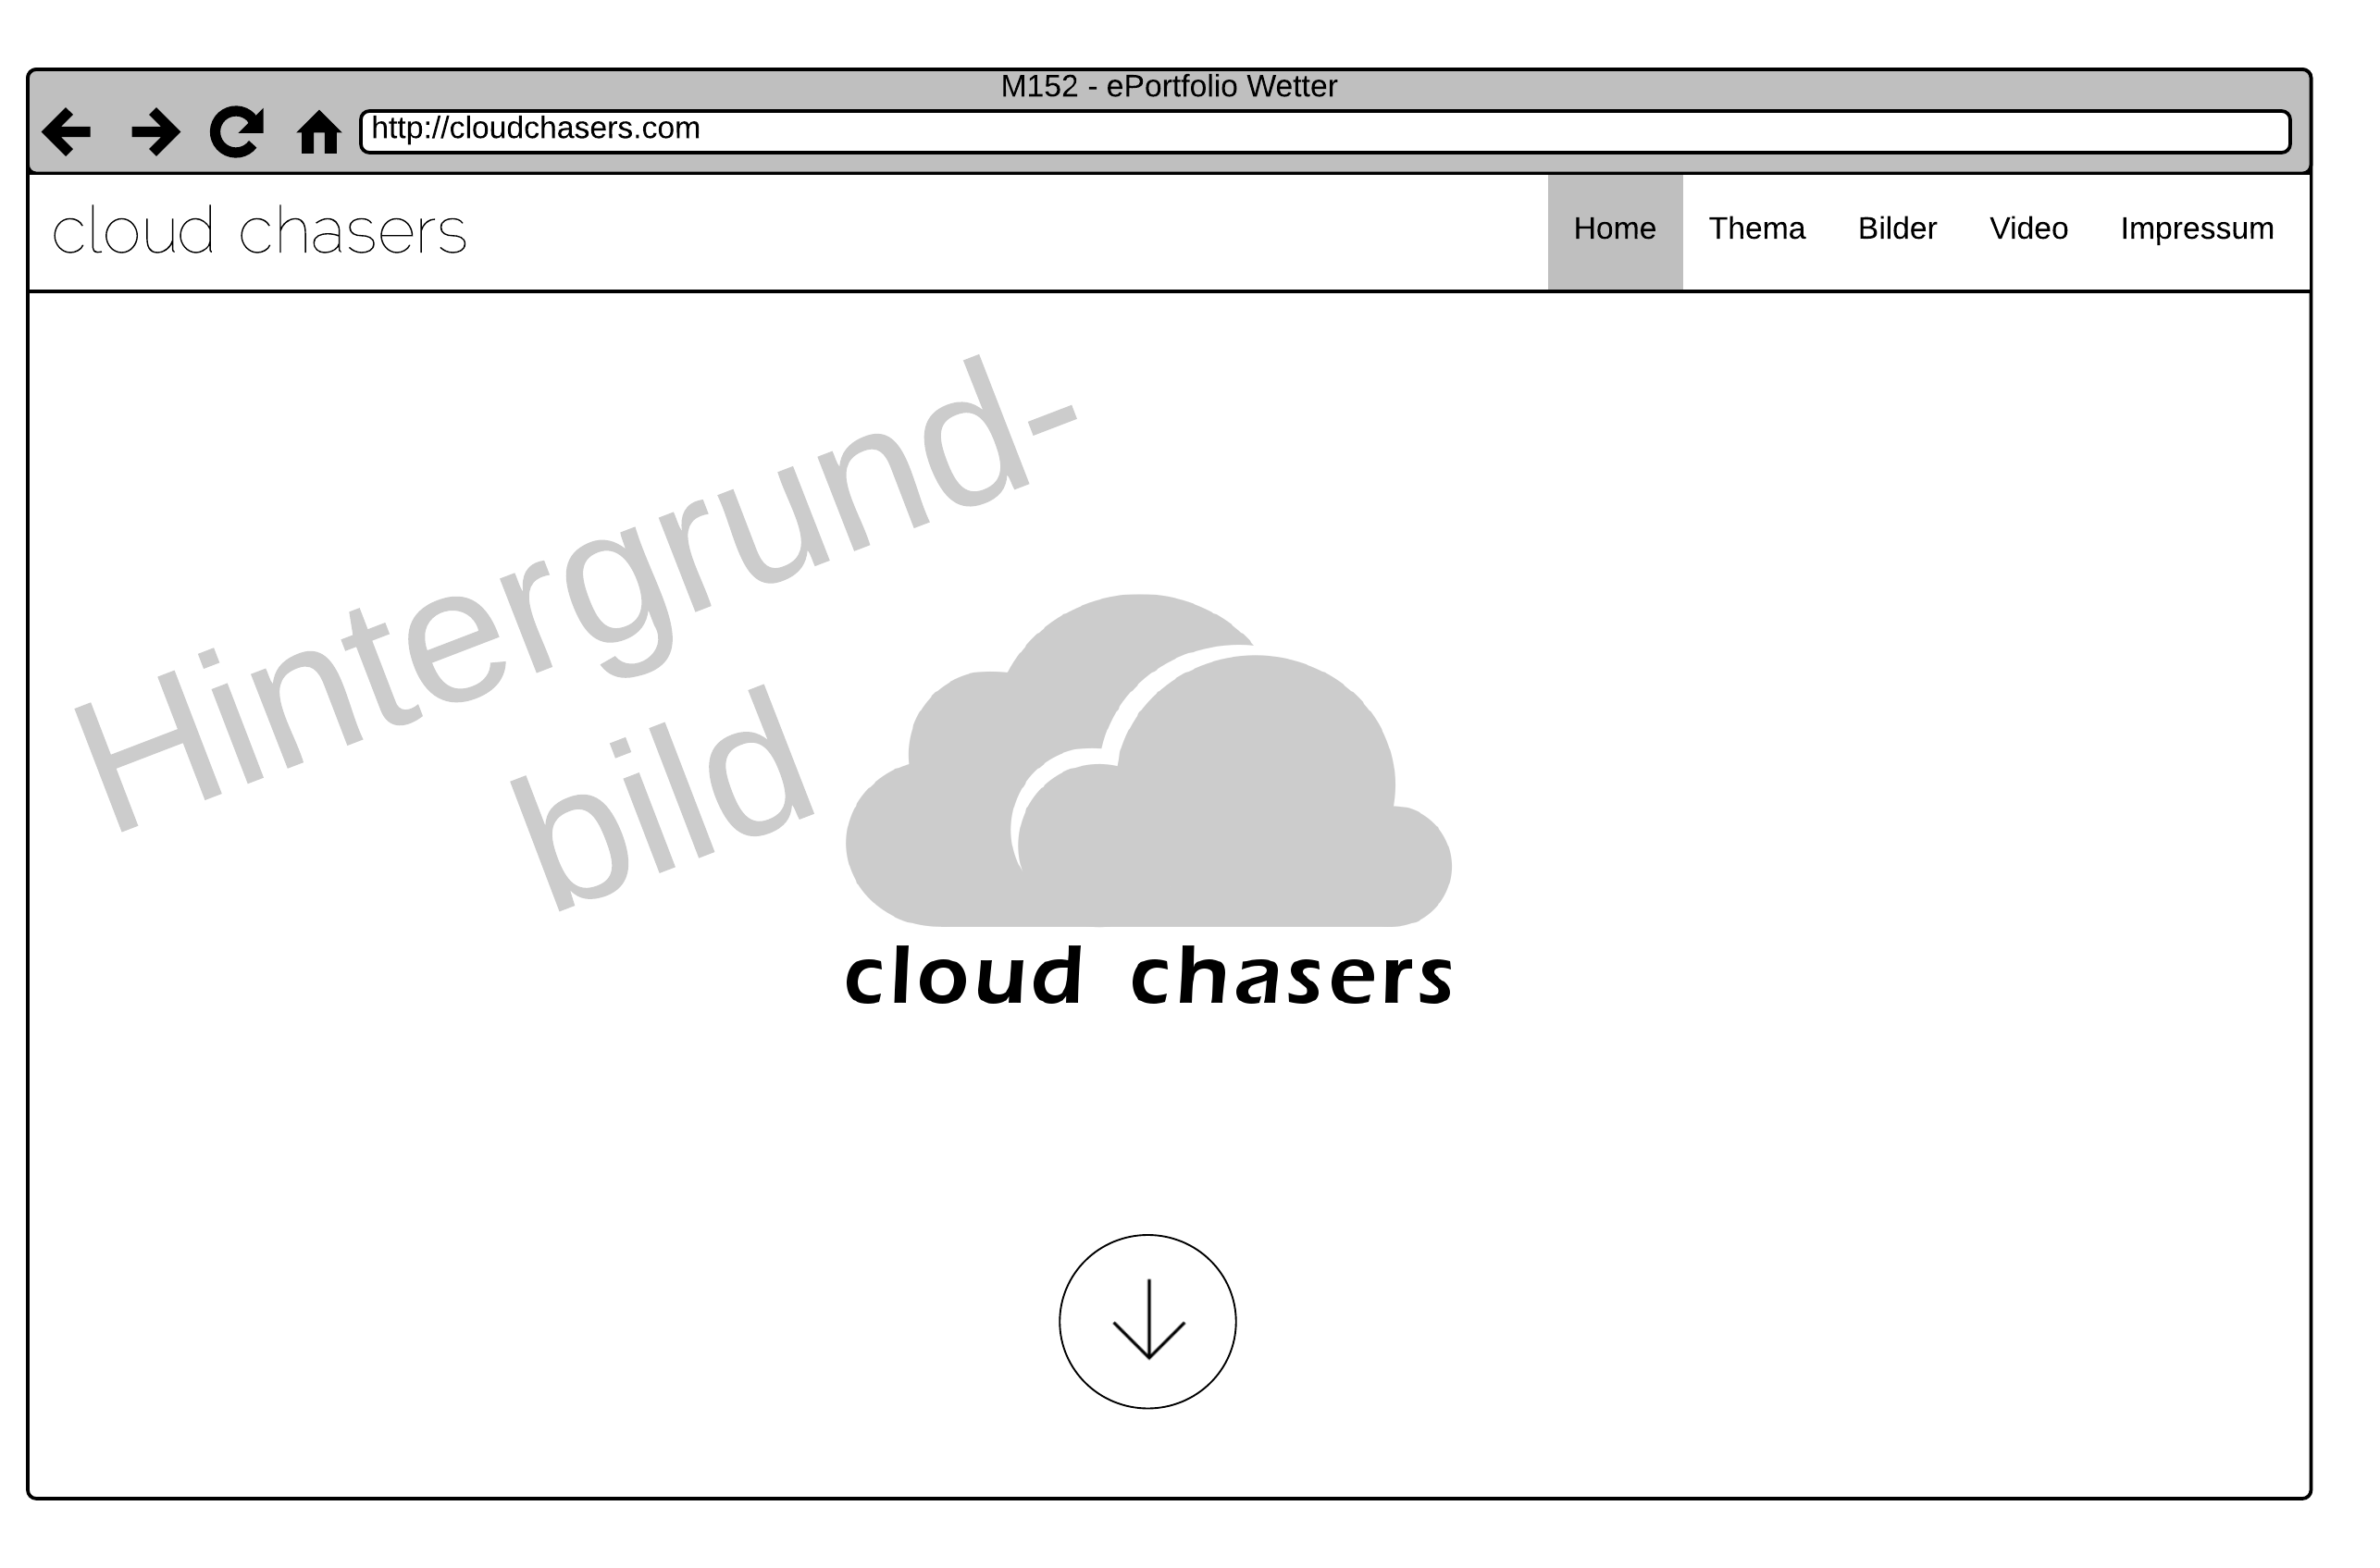 M152 - ePortfolio Wetter
http://cloudchasers.com
cloud chasers
Home Thema Bilder Video Impressum
Hintergrund-
bild
cloud chasers